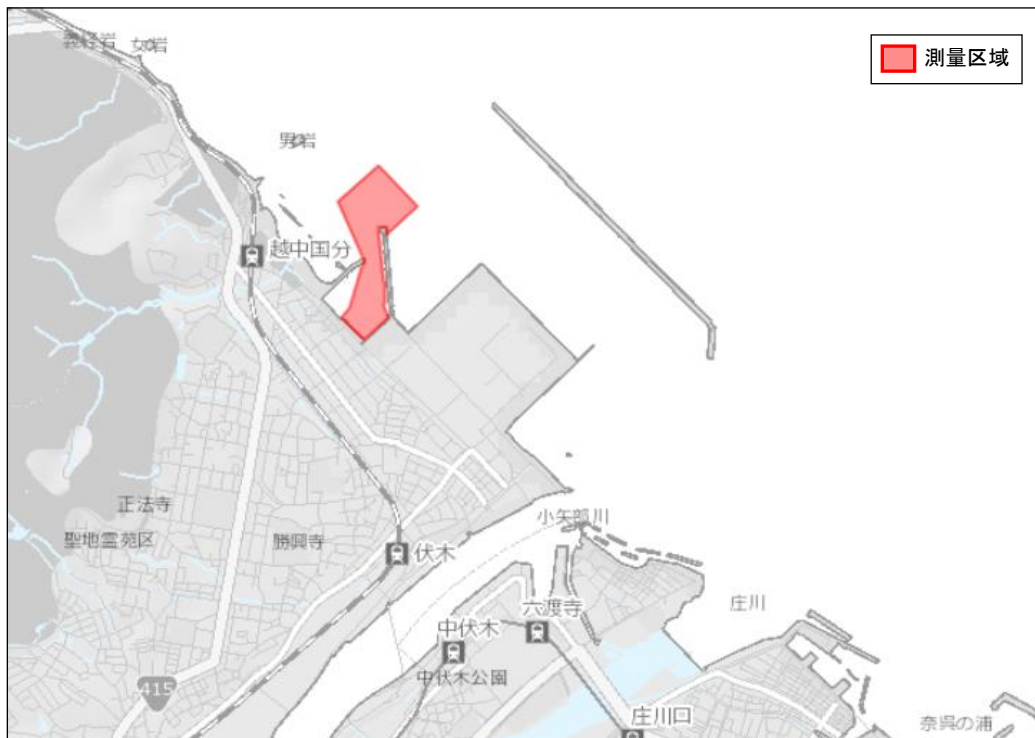 測量区域
義経岩
女岩
男岩
越中国分
正法寺
聖地霊苑区
勝興寺
伏木
小矢部川
六渡寺
庄川
中伏木
中伏木公園
415
庄川口
奈呉の浦